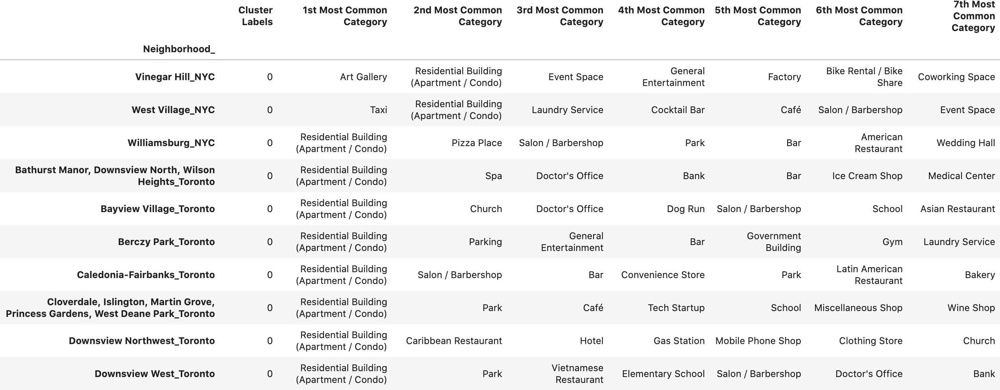 Cluster Labels 1st Most Common Category 2nd Most Common Category 3rd Most Common Category 4th Most Common Category 5th Most Common Category 6th Most Common Category 7th Most Common Category
Neighborhood_
Vinegar Hill_NYC 0 Art Gallery Residential Building (Apartment / Condo) Event Space General Entertainment Factory Bike Rental / Bike Share Coworking Space
West Village_NYC 0 Taxi Residential Building (Apartment / Condo) Laundry Service Cocktail Bar Café Salon / Barbershop Event Space
Williamsburg_NYC 0 Residential Building (Apartment / Condo) Pizza Place Salon / Barbershop Park Bar American Restaurant Wedding Hall
Bathurst Manor, Downsview North, Wilson Heights_Toronto 0 Residential Building (Apartment / Condo) Spa Doctor's Office Bank Bar Ice Cream Shop Medical Center
Bayview Village_Toronto 0 Residential Building (Apartment / Condo) Church Doctor's Office Dog Run Salon / Barbershop School Asian Restaurant
Berczy Park_Toronto 0 Residential Building (Apartment / Condo) Parking General Entertainment Bar Government Building Gym Laundry Service
Caledonia-Fairbanks_Toronto 0 Residential Building (Apartment / Condo) Salon / Barbershop Bar Convenience Store Park Latin American Restaurant Bakery
Cloverdale, Islington, Martin Grove, Princess Gardens, West Deane Park_Toronto 0 Residential Building (Apartment / Condo) Park Café Tech Startup School Miscellaneous Shop Wine Shop
Downsview Northwest_Toronto 0 Residential Building (Apartment / Condo) Caribbean Restaurant Hotel Gas Station Mobile Phone Shop Clothing Store Church
Downsview West_Toronto 0 Residential Building (Apartment / Condo) Park Vietnamese Restaurant Elementary School Salon / Barbershop Doctor's Office Bank